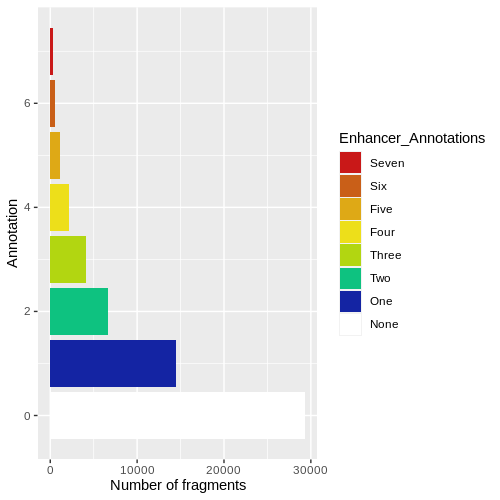 6
4
2
0
Annotation
0
10000
20000
30000
Number of fragments
Enhancer_Annotations
Seven
Six
Five
Four
Three
Two
One
None